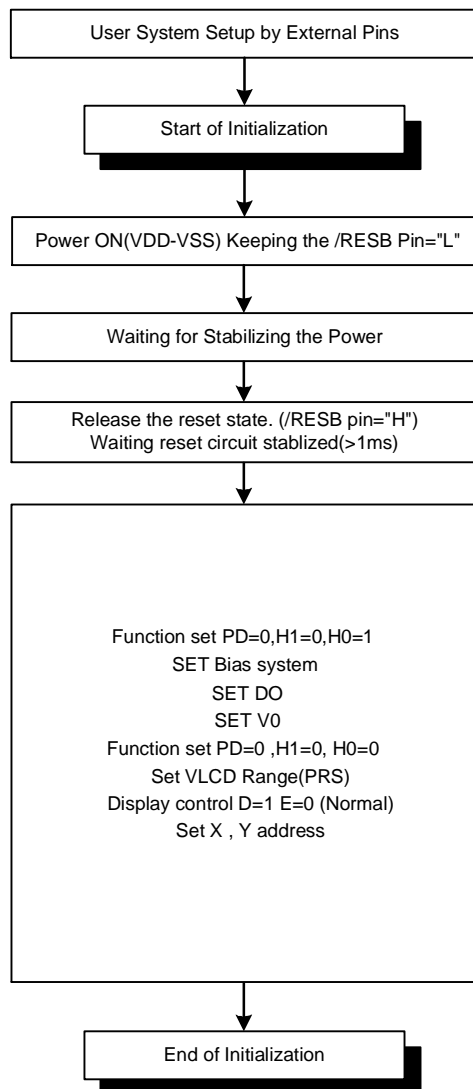 User System Setup by External Pins
Start of Initialization
Power ON(VDD-VSS) Keeping the /RESB Pin="L"
Waiting for Stabilizing the Power
Release the reset state. (/RESB pin="H")
Waiting reset circuit stablized(>1ms)
Function set PD=0,H1=0,H0=1
SET Bias system
SET DO
SET V0
Function set PD=0 ,H1=0, H0=0
Set VLCD Range(PRS)
Display control D=1 E=0 (Normal)
Set X , Y address
End of Initialization